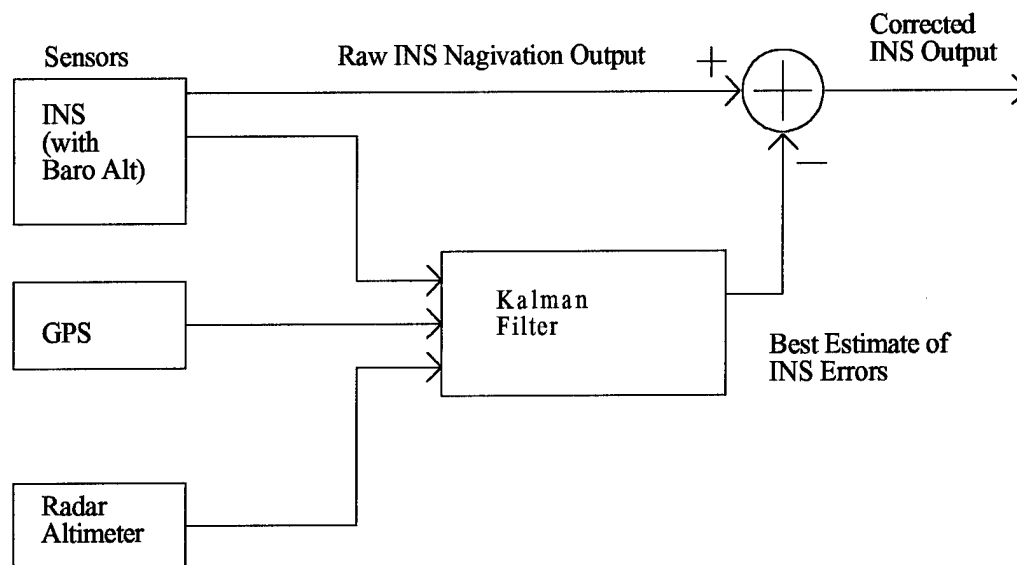 Sensors
Raw INS Nagivation Output
Corrected
INS Output
+
INS
(with
Baro Alt)
—
Kalman
Filter
GPS
Best Estimate of
INS Errors
Radar
Altimeter